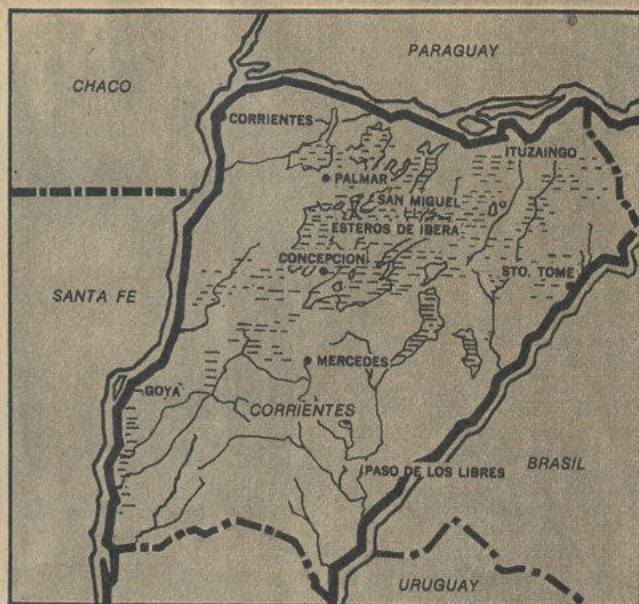 PARAGUAY
CHACO
CORRIENTES
ITUZAINGO
PALMAR
SAN MIGUEL
ESTEROS DE IBERA
CONCEPCION
STO. TOME
SANTA FE
MERCEDES
GOYA
CORRIENTES
BRASIL
PASO DE LOS LIBRES
URUGUAY